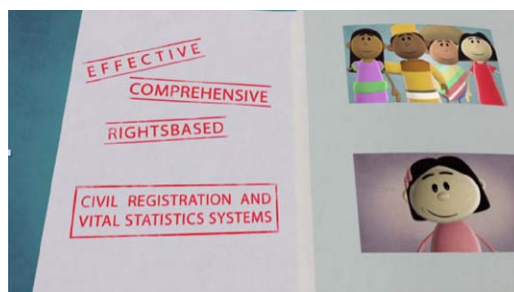 EFFECTIVE
COMPREHENSIVE
RIGHTSBASED
CIVIL REGISTRATION AND
VITAL STATISTICS SYSTEMS